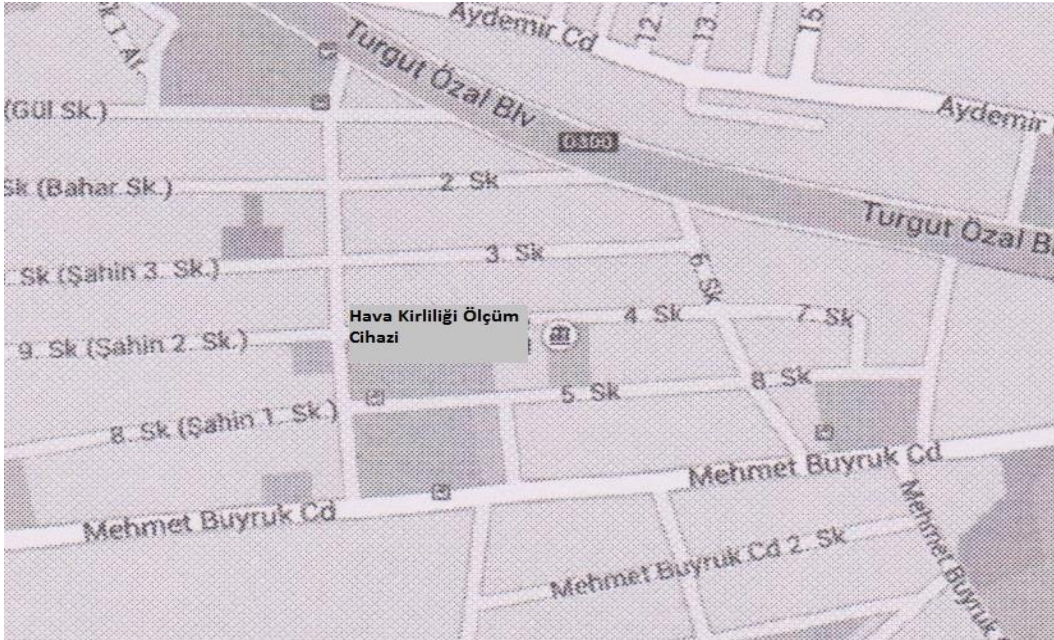 Aydemir Cd
12.
13.
15.
Turgut Özal Blv
(Gül Sk.)
D300
Aydemir
Sk (Bahar Sk.)
2. Sk
Turgut Özal B
Sk (Şahin 3. Sk.)
3. Sk
6. Sk
Hava Kirliliği Ölçüm
Cihazi
4. Sk
7. Sk
9. Sk (Şahin 2. Sk.)
5. Sk
8. Sk
8. Sk (Şahin 1. Sk.)
Mehmet Buyruk Cd
Mehmet Buyruk Cd
Mehmet Buyruk Cd 2. Sk
Mehmet Buyruk